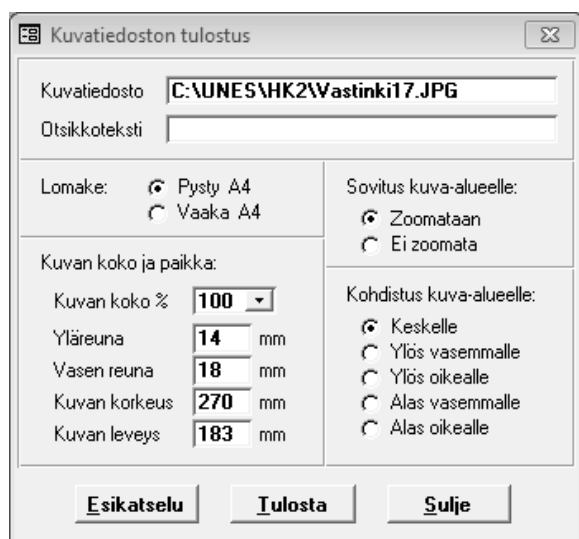 Kuvatiedoston tulostus
Kuvatiedosto C:\UNES\HK2\Vastinki17.JPG
Otsikkoteksti
Lomake: Pysty A4
Vaaka A4
Sovitus kuva-alueelle:
Zoomataan
Ei zoomata
Kuvan koko ja paikka:
Kuvan koko % 100
Yläreuna 14 mm
Vasen reuna 18 mm
Kuvan korkeus 270 mm
Kuvan leveys 183 mm
Kohdistus kuva-alueelle:
Keskelle
Ylös vasemmalle
Ylös oikealle
Alas vasemmalle
Alas oikealle
Esikatselu Tulosta Sulje